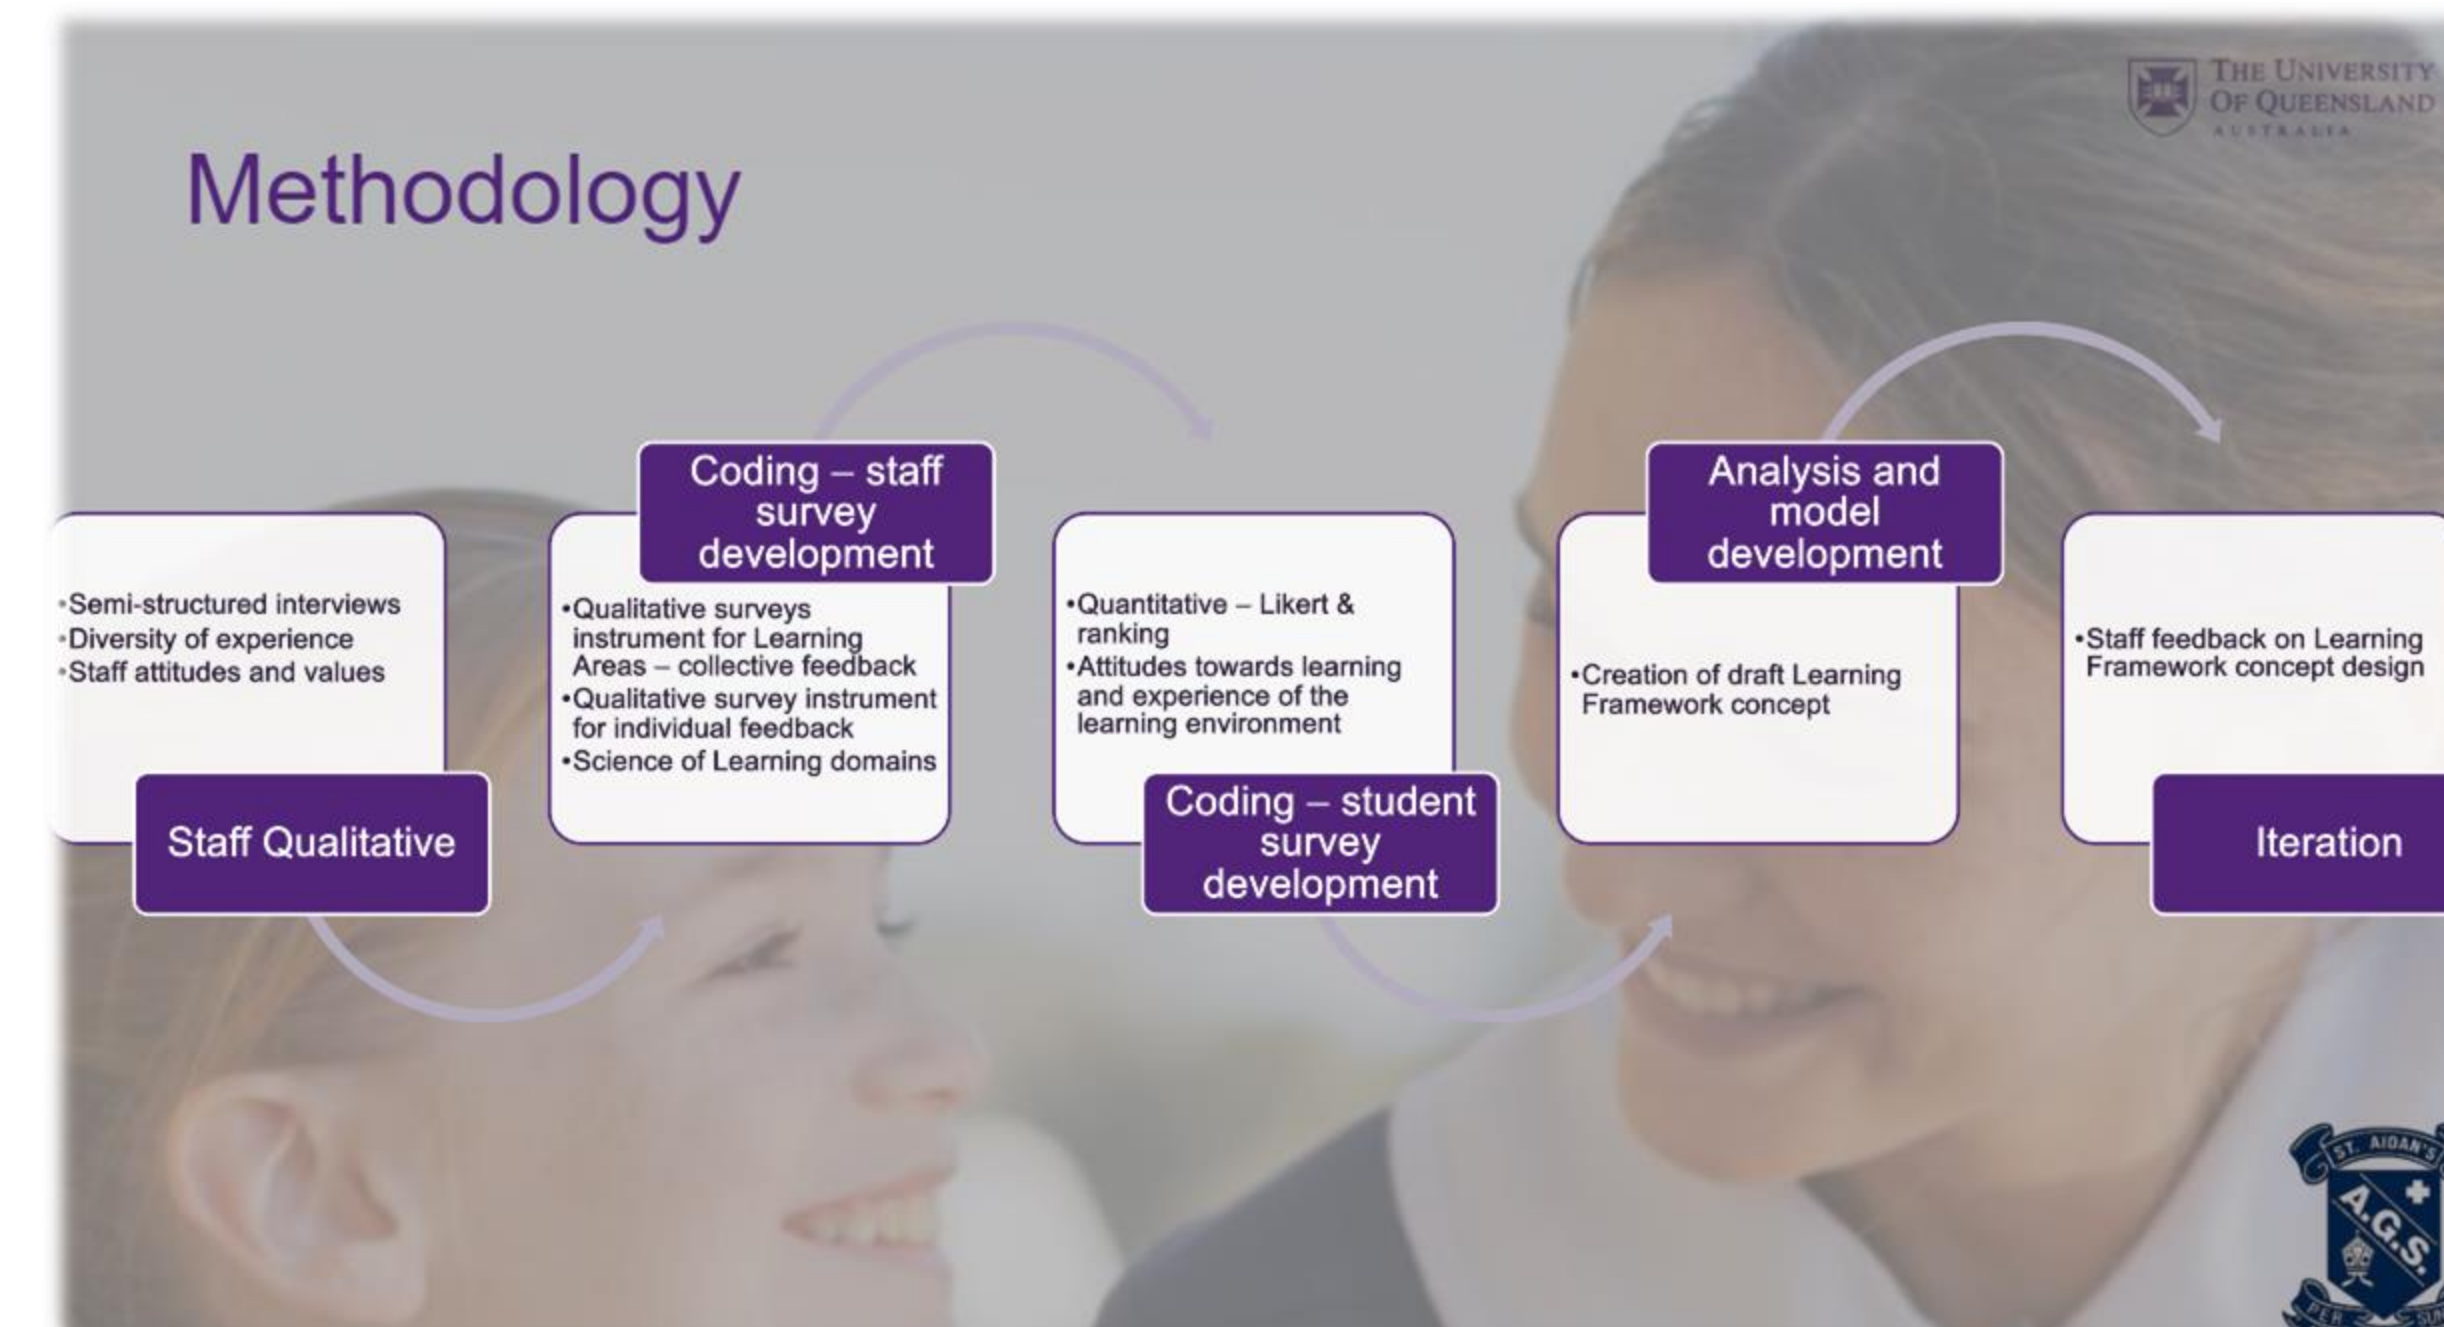 THE UNIVERSITY
OF QUEENSLAND
AUSTRALIA
Methodology
•Semi-structured interviews
•Diversity of experience
•Staff attitudes and values
Staff Qualitative
Coding – staff
survey
development
•Qualitative surveys
instrument for Learning
Areas – collective feedback
•Qualitative survey instrument
for individual feedback
•Science of Learning domains
•Quantitative – Likert &
ranking
•Attitudes towards learning
and experience of the
learning environment
Coding – student
survey
development
Analysis and
model
development
•Creation of draft Learning
Framework concept
•Staff feedback on Learning
Framework concept design
Iteration
ST. AIDAN'S
A.G.S.
PER